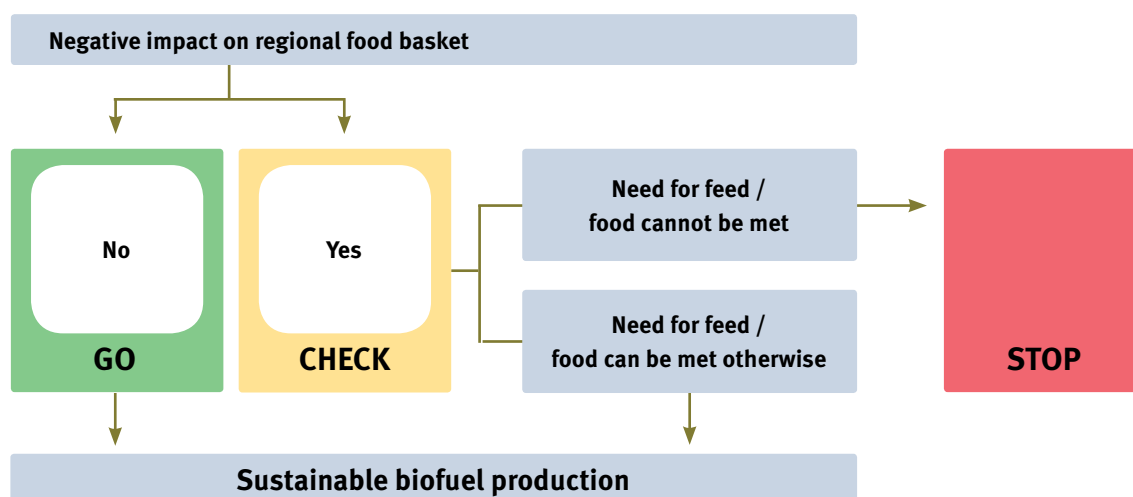 Negative impact on regional food basket
No
GO
Yes
CHECK
Need for feed /
food cannot be met
Need for feed /
food can be met otherwise
STOP
Sustainable biofuel production